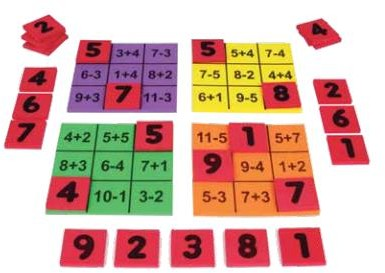 2
4
5 3+4 7-3
6-3 1+4 8+2
9+3 7 11-3
5 5+4 7-4
7-5 8-2 4+4
6+1 9-5 8
4
6
7
2
6
1
4+2 5+5 5
8+3 6-4 7+1
4 10-1 3-2
11-5 1 5+7
9 9-4 1+2
5-3 7+3 7
9 2 3 8 1